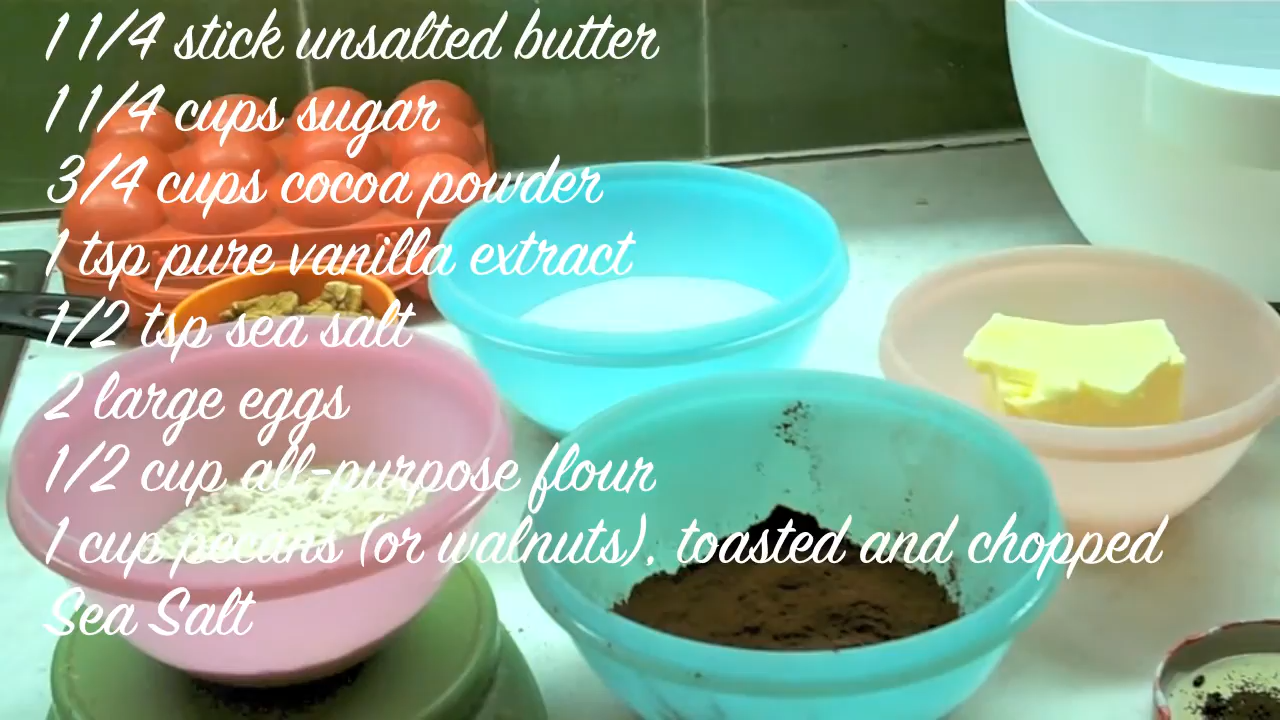 1 1/4 stick unsalted butter
1 1/4 cups sugar
3/4 cups cocoa powder
1 tsp pure vanilla extract
1/2 tsp sea salt
2 large eggs
1/2 cup all-purpose flour
1 cup pecans (or walnuts), toasted and chopped
Sea Salt